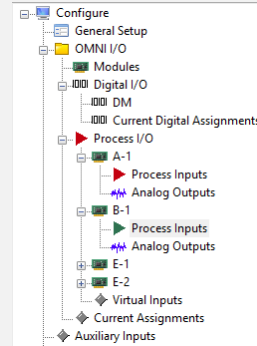 Configure
General Setup
OMNI I/O
Modules
Digital I/O
DM
Current Digital Assignments
Process I/O
A-1
Process Inputs
Analog Outputs
B-1
Process Inputs
Analog Outputs
E-1
E-2
Virtual Inputs
Current Assignments
Auxiliary Inputs